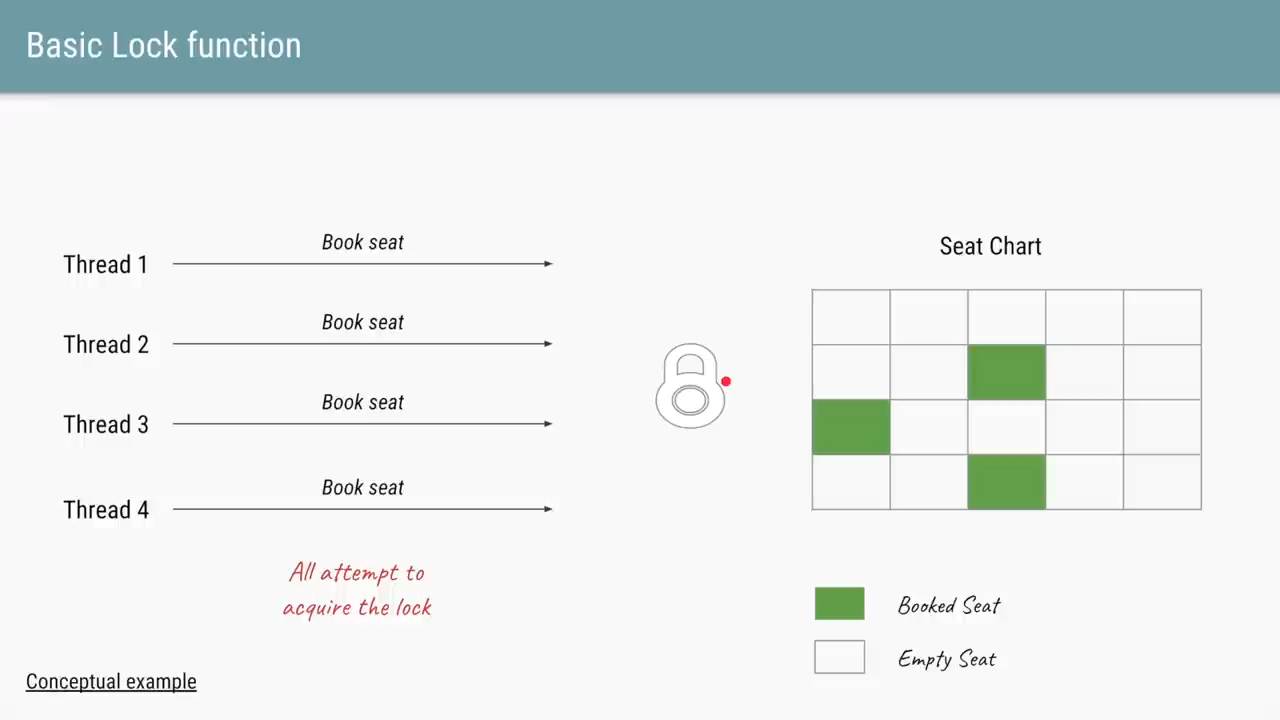 Basic Lock function
Seat Chart
Book seat
Thread 1
Book seat
Thread 2
Book seat
Thread 3
Book seat
Thread 4
All attempt to
acquire the lock
Booked Seat
Empty Seat
Conceptual example